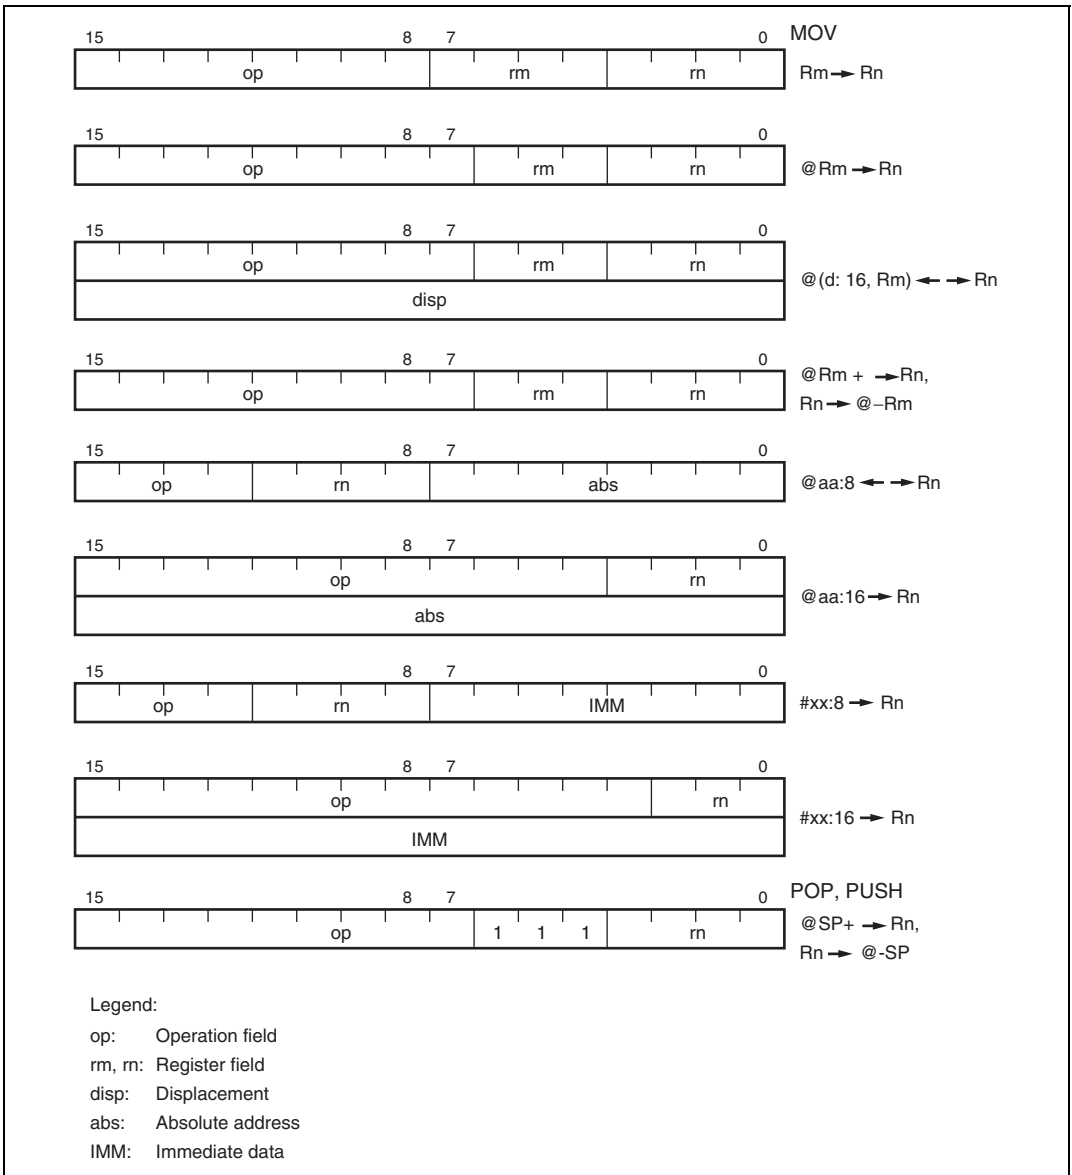 15 8 7 0 MOV
op rm rn Rm → Rn
15 8 7 0
op rm rn @Rm → Rn
15 8 7 0
op rm rn
disp
@(d: 16, Rm) ← → Rn
15 8 7 0
op rm rn
@Rm + → Rn,
Rn → @−Rm
15 8 7 0
op rn abs @aa:8 ← → Rn
15 8 7 0
op rn
abs
@aa:16 → Rn
15 8 7 0
op rn IMM #xx:8 → Rn
15 8 7 0
op rn
IMM
#xx:16 → Rn
15 8 7 0 POP, PUSH
op 1 1 1 rn
@SP+ → Rn,
Rn → @-SP
Legend:
op: Operation field
rm, rn: Register field
disp: Displacement
abs: Absolute address
IMM: Immediate data